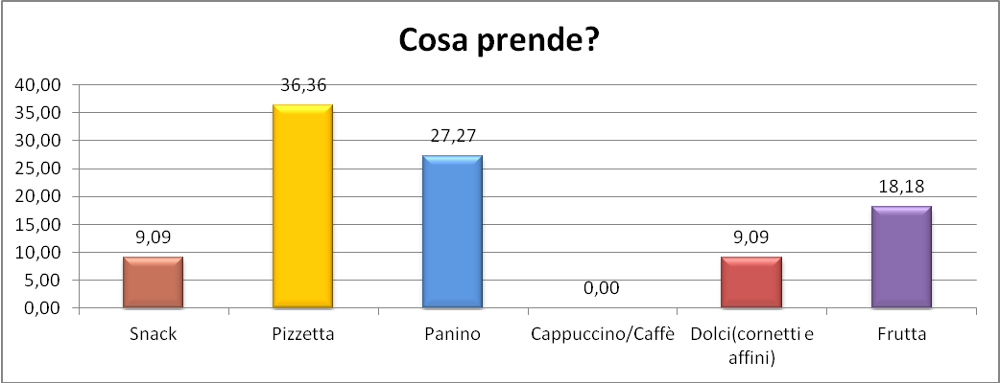 Cosa prende?
40,00
35,00
30,00
25,00
20,00
15,00
10,00
5,00
0,00
9,09
36,36
27,27
0,00
9,09
18,18
Snack
Pizzetta
Panino
Cappuccino/Caffè
Dolci(cornetti e
affini)
Frutta